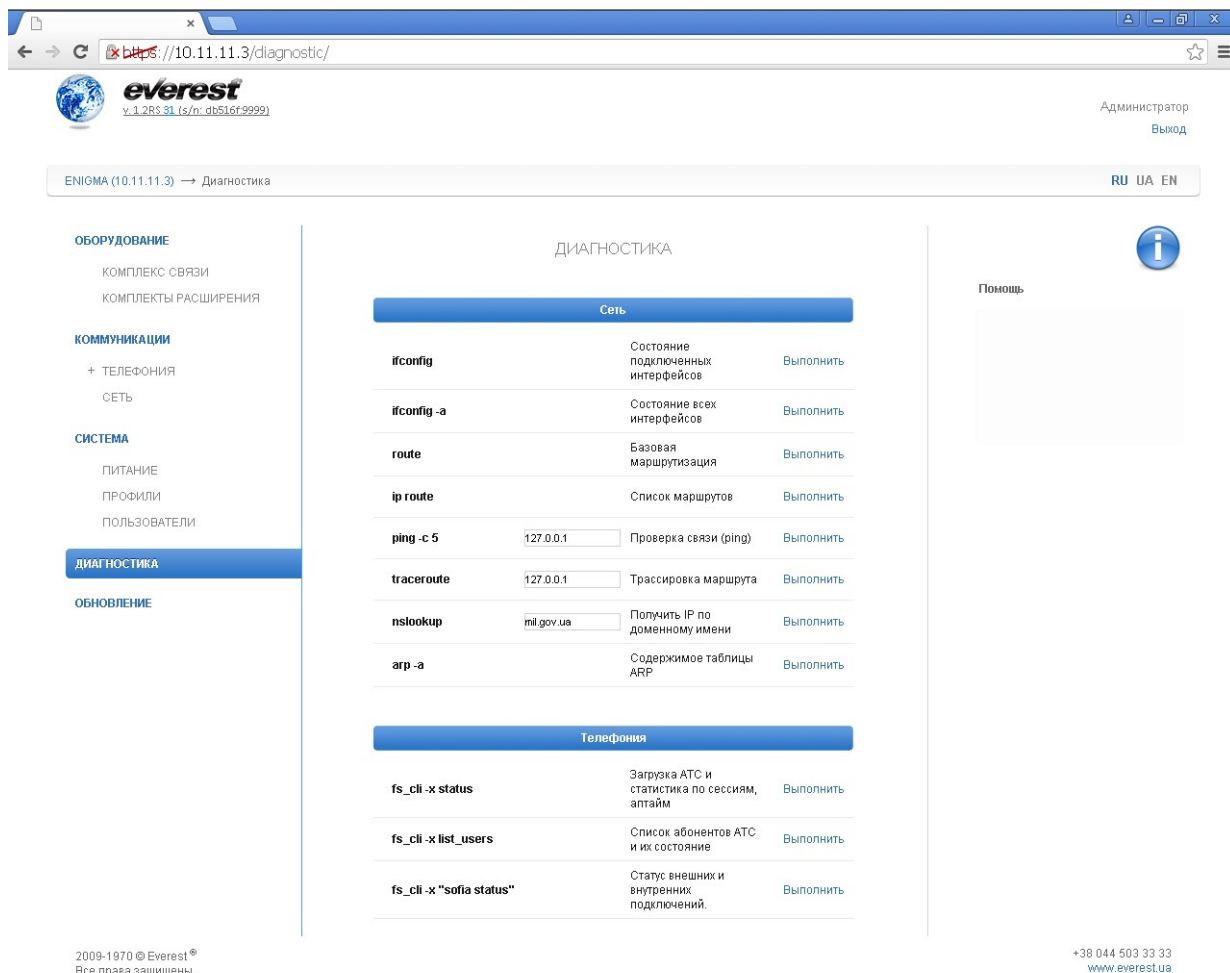 https://10.11.11.3/diagnostic/
everest
v. 1.2RS 31 (s/n: db516f:9999)
Администратор
Выход
ENIGMA (10.11.11.3) → Диагностика
RU UA EN
ОБОРУДОВАНИЕ
КОМПЛЕКС СВЯЗИ
КОМПЛЕКТЫ РАСШИРЕНИЯ
КОММУНИКАЦИИ
+ ТЕЛЕФОНИЯ
СЕТЬ
СИСТЕМА
ПИТАНИЕ
ПРОФИЛИ
ПОЛЬЗОВАТЕЛИ
ДИАГНОСТИКА
ОБНОВЛЕНИЕ
ДИАГНОСТИКА
Сеть
ifconfig
Состояние
подключенных
интерфейсов
Выполнить
ifconfig -a
Состояние всех
интерфейсов
Выполнить
route
Базовая
маршрутизация
Выполнить
ip route
Список маршрутов
Выполнить
ping -c 5
127.0.0.1
Проверка связи (ping)
Выполнить
traceroute
127.0.0.1
Трассировка маршрута
Выполнить
nslookup
mil.gov.ua
Получить IP по
доменному имени
Выполнить
arp -a
Содержимое таблицы
ARP
Выполнить
Телефония
fs_cli -x status
Загрузка АТС и
статистика по сессиям,
аптайм
Выполнить
fs_cli -x list_users
Список абонентов АТС
и их состояние
Выполнить
fs_cli -x "sofia status"
Статус внешних и
внутренних
подключений.
Выполнить
Помощь
2009-1970 © Everest ®
Все права защищены
+38 044 503 33 33
www.everest.ua